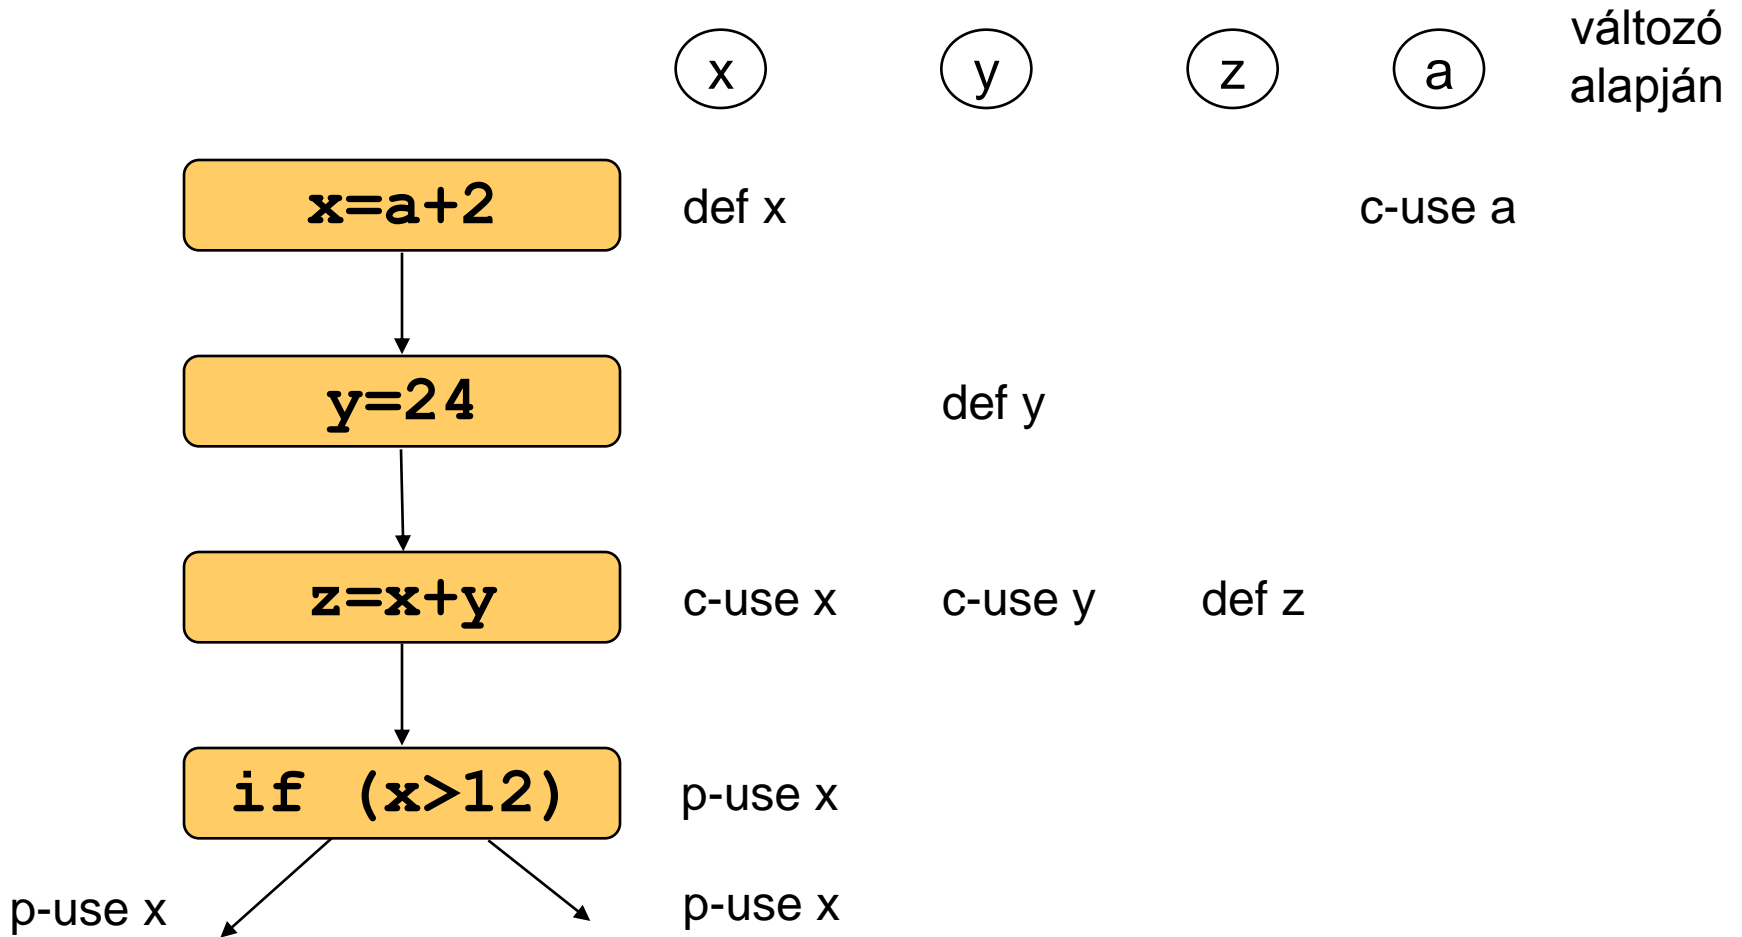 változó
alapján
x y z a
x=a+2 def x c-use a
y=24 def y
z=x+y c-use x c-use y def z
if (x>12) p-use x
p-use x p-use x